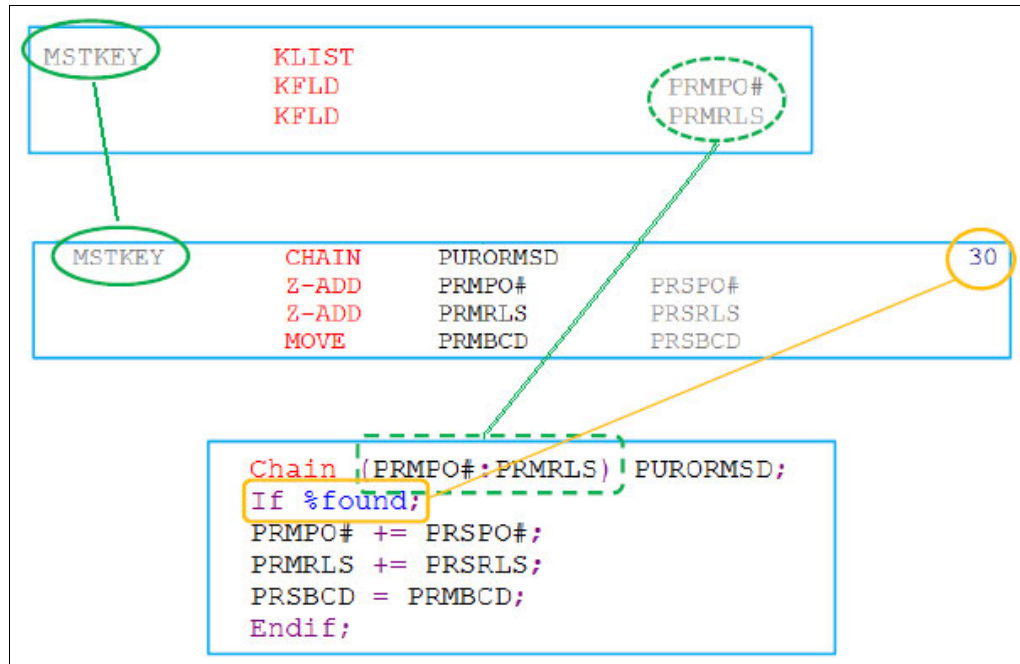 MSTKEY KLIST
KFLD PRMPO#
KFLD PRMRLS
MSTKEY CHAIN PURORMSD 30
Z-ADD PRMPO# PRSPO#
Z-ADD PRMRLS PRSRLS
MOVE PRMBCD PRSBCD
Chain (PRMPO#:PRMRLS) PURORMSD;
If %found;
PRMPO# += PRSPO#;
PRMRLS += PRSRLS;
PRSBCD = PRMBCD;
Endif;